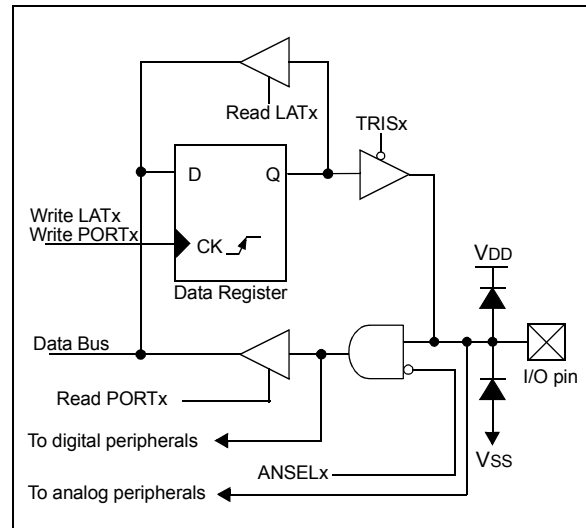 Read LATx
TRISx
D
Q
Write LATx
Write PORTx
CK
VDD
Data Register
Data Bus
I/O pin
Read PORTx
To digital peripherals
VSS
ANSELx
To analog peripherals